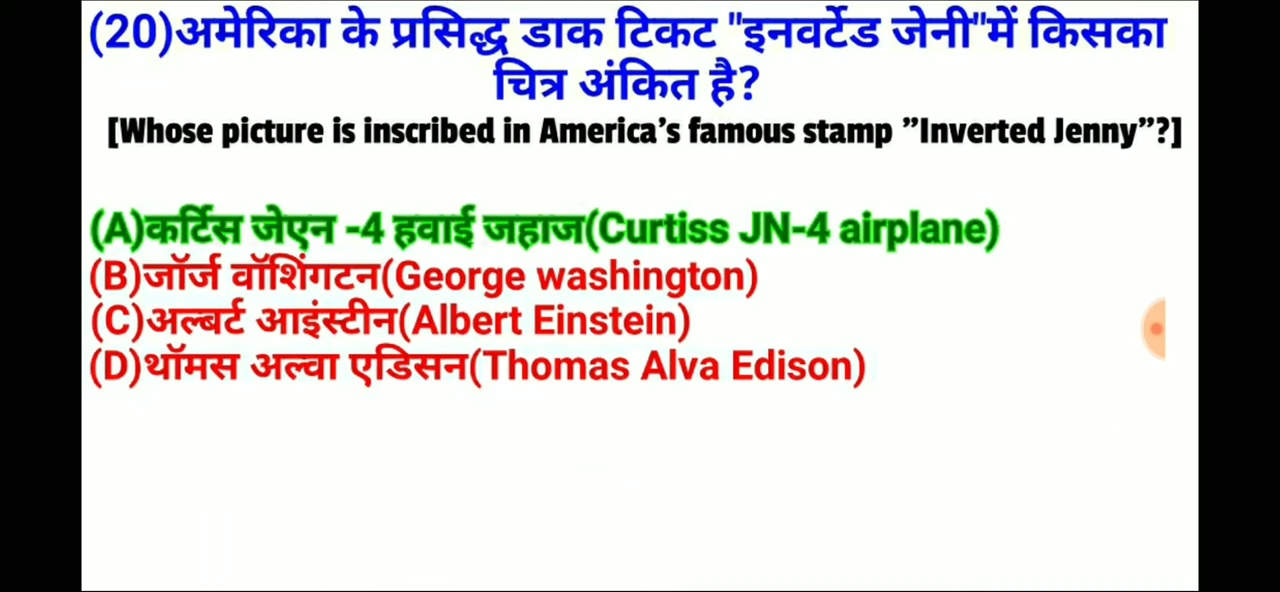 (20)अमेरिका के प्रसिद्ध डाक टिकट "इनवर्टेड जेनी"में किसका
चित्र अंकित है?
[Whose picture is inscribed in America's famous stamp ”Inverted Jenny”?]
(A)कर्टिस जेएन -4 हवाई जहाज(Curtiss JN-4 airplane)
(B)जॉर्ज वॉशिंगटन(George washington)
(C)अल्बर्ट आइंस्टीन(Albert Einstein)
(D)थॉमस अल्वा एडिसन(Thomas Alva Edison)